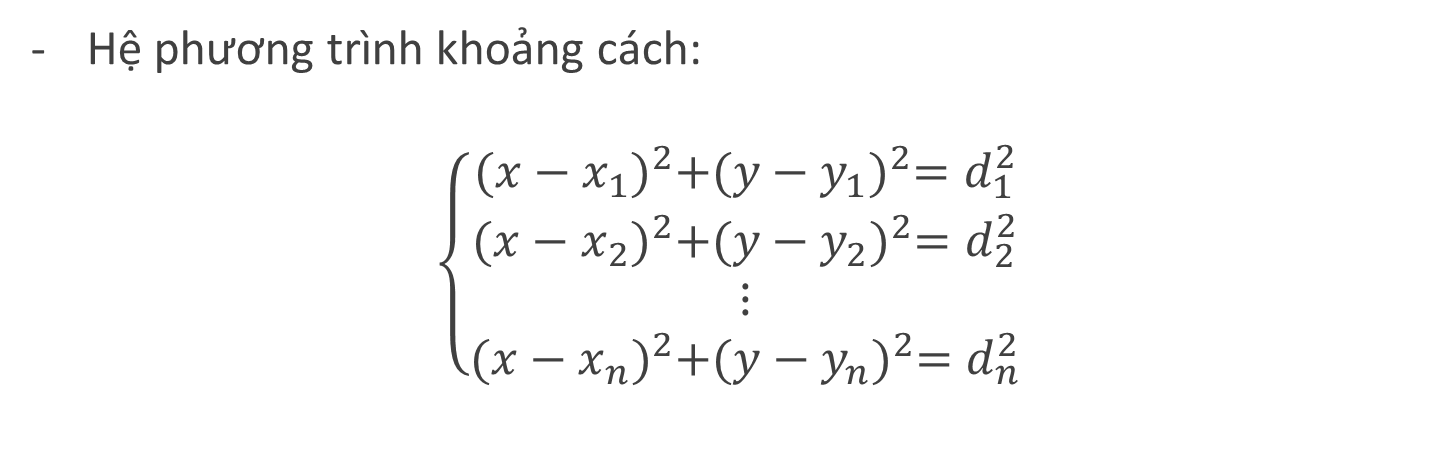 - Hệ phương trình khoảng cách:
(x − x₁)²+(y − y₁)²= d₁²
(x − x₂)²+(y − y₂)²= d₂²
⋮
(x − xₙ)²+(y − yₙ)²= dₙ²